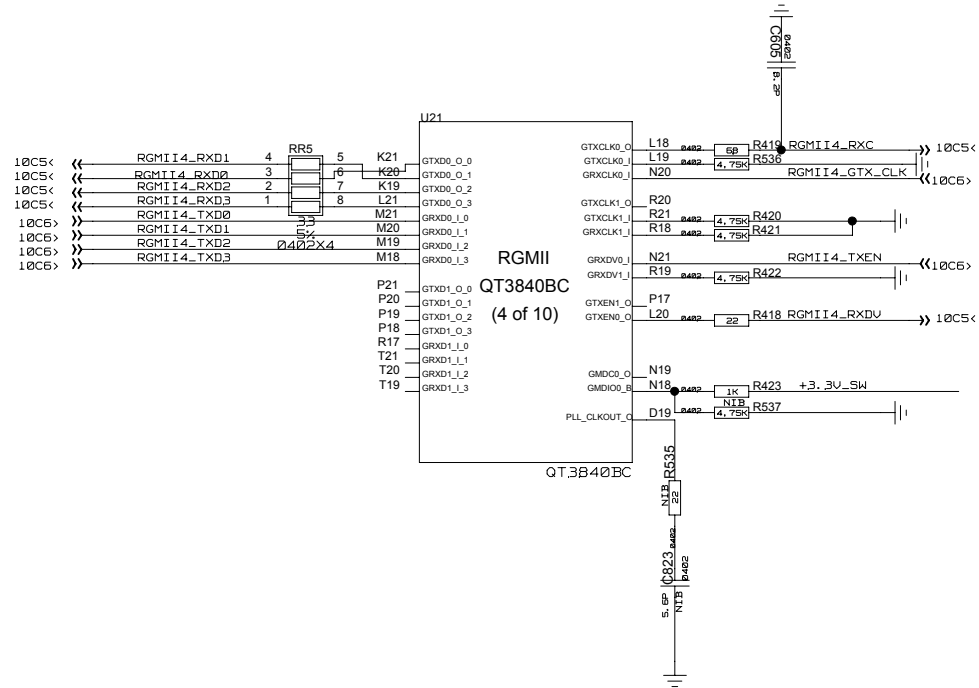 C605
0402
8.2P
U21
RR5
10C5< RGMII4_RXD1 4 5 K21 GTXD0_O_0
10C5< RGMII4_RXD0 3 6 K20 GTXD0_O_1
10C5< RGMII4_RXD2 2 7 K19 GTXD0_O_2
10C5< RGMII4_RXD3 1 8 L21 GTXD0_O_3
10C6> RGMII4_TXD0 M21 GRXD0_I_0
10C6> RGMII4_TXD1 M20 GRXD0_I_1
10C6> RGMII4_TXD2 M19 GRXD0_I_2
10C6> RGMII4_TXD3 M18 GRXD0_I_3
33
5%
0402X4
P21 GTXD1_O_0
P20 GTXD1_O_1
P19 GTXD1_O_2
P18 GTXD1_O_3
R17 GRXD1_I_0
T21 GRXD1_I_1
T20 GRXD1_I_2
T19 GRXD1_I_3
RGMII
QT3840BC
(4 of 10)
GTXCLK0_O L18 0402 68 R419 RGMII4_RXC 10C5<
GTXCLK0_I L19 0402 4.75K R536
GRXCLK0_I N20 RGMII4_GTX_CLK 10C6>
GTXCLK1_O R20
GTXCLK1_I R21 0402 4.75K R420
GRXCLK1_I R18 0402 4.75K R421
GRXDV0_I N21 RGMII4_TXEN 10C6>
GRXDV1_I R19 0402 4.75K R422
GTXEN1_O P17
GTXEN0_O L20 0402 22 R418 RGMII4_RXDV 10C5<
GMDC0_O N19
GMDIO0_B N18 0402 1K R423 +3.3V_SW
NIB
PLL_CLKOUT_O D19 0402 4.75K R537
QT3840BC
R535
NIB
22
0402
C823
0402
5.6P
NIB